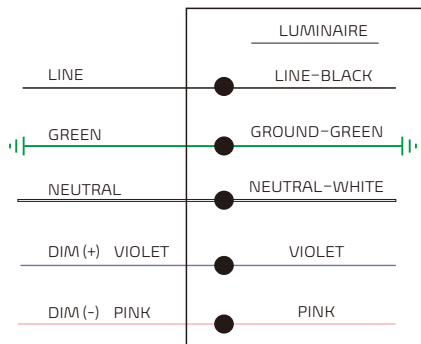 LUMINAIRE
LINE LINE-BLACK
GREEN GROUND-GREEN
NEUTRAL NEUTRAL-WHITE
DIM (+) VIOLET VIOLET
DIM (-) PINK PINK